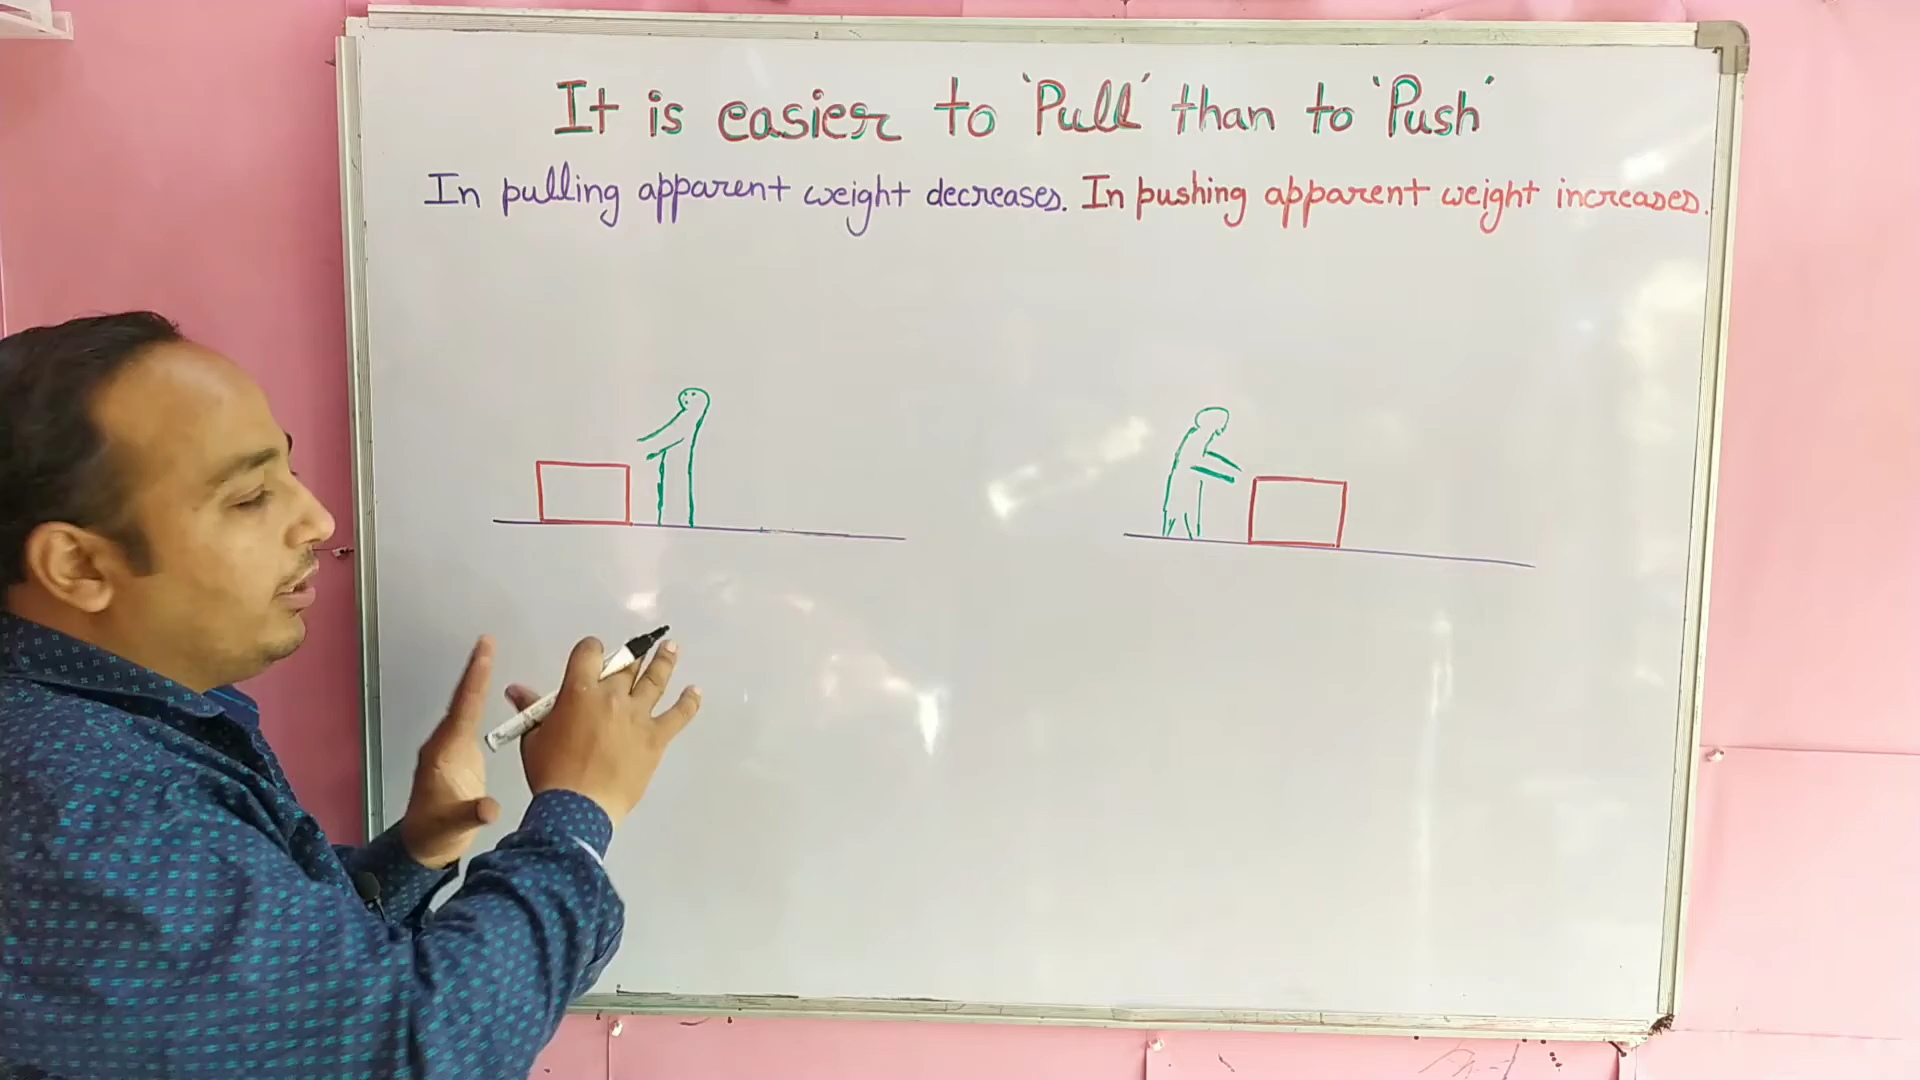 It is easier to 'Pull' than to 'Push'
In pulling apparent weight decreases. In pushing apparent weight increases.